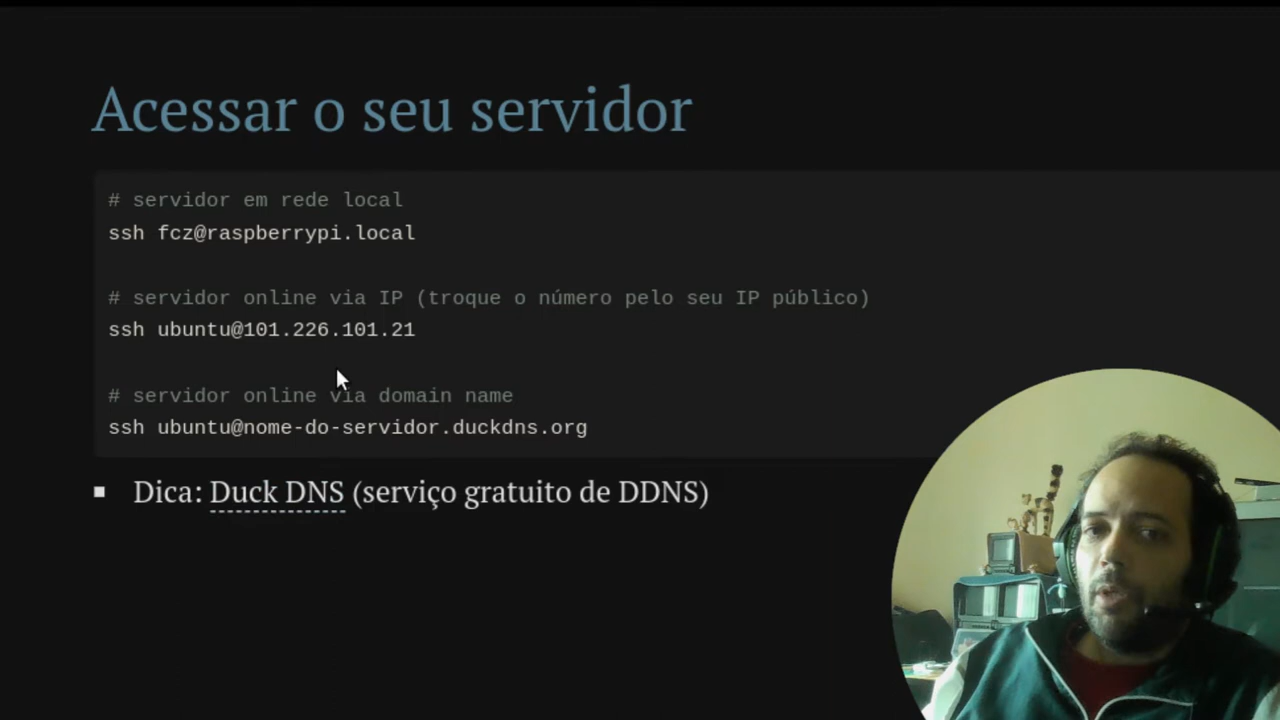 Acessar o seu servidor
# servidor em rede local
ssh fcz@raspberrypi.local
# servidor online via IP (troque o número pelo seu IP público)
ssh ubuntu@101.226.101.21
# servidor online via domain name
ssh ubuntu@nome-do-servidor.duckdns.org
Dica: Duck DNS (serviço gratuito de DDNS)